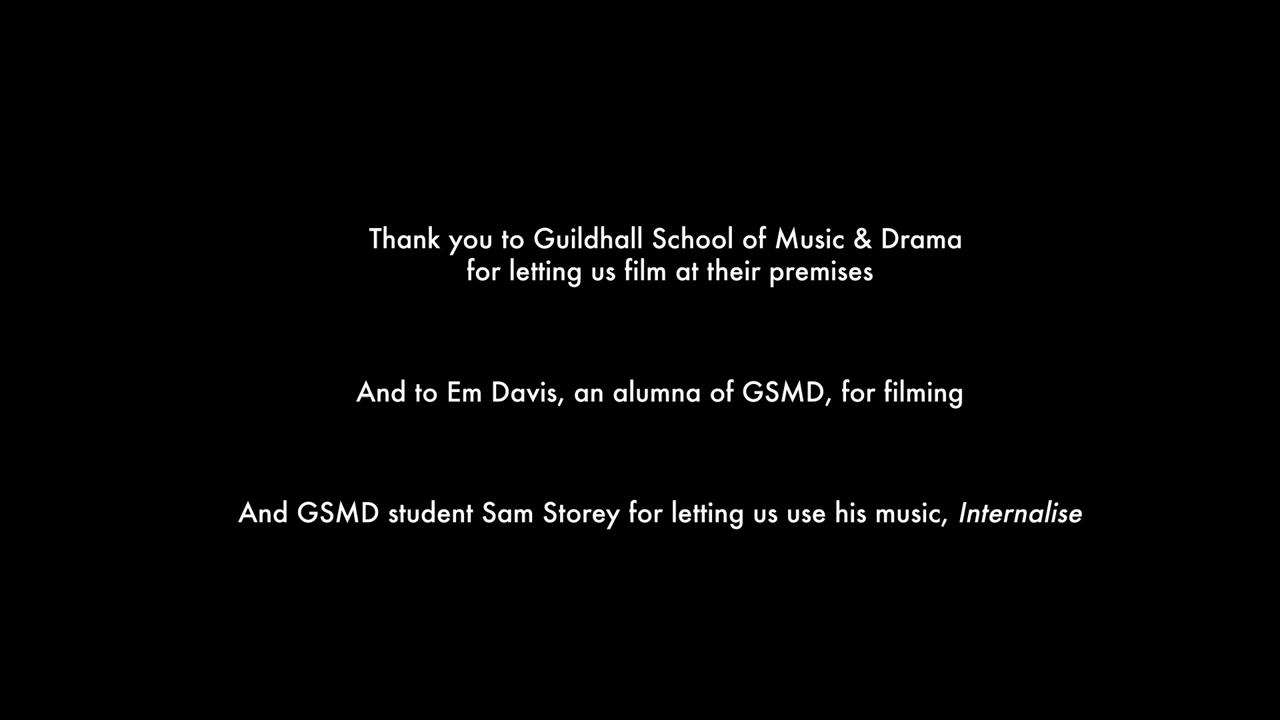 Thank you to Guildhall School of Music & Drama
for letting us film at their premises
And to Em Davis, an alumna of GSMD, for filming
And GSMD student Sam Storey for letting us use his music, Internalise